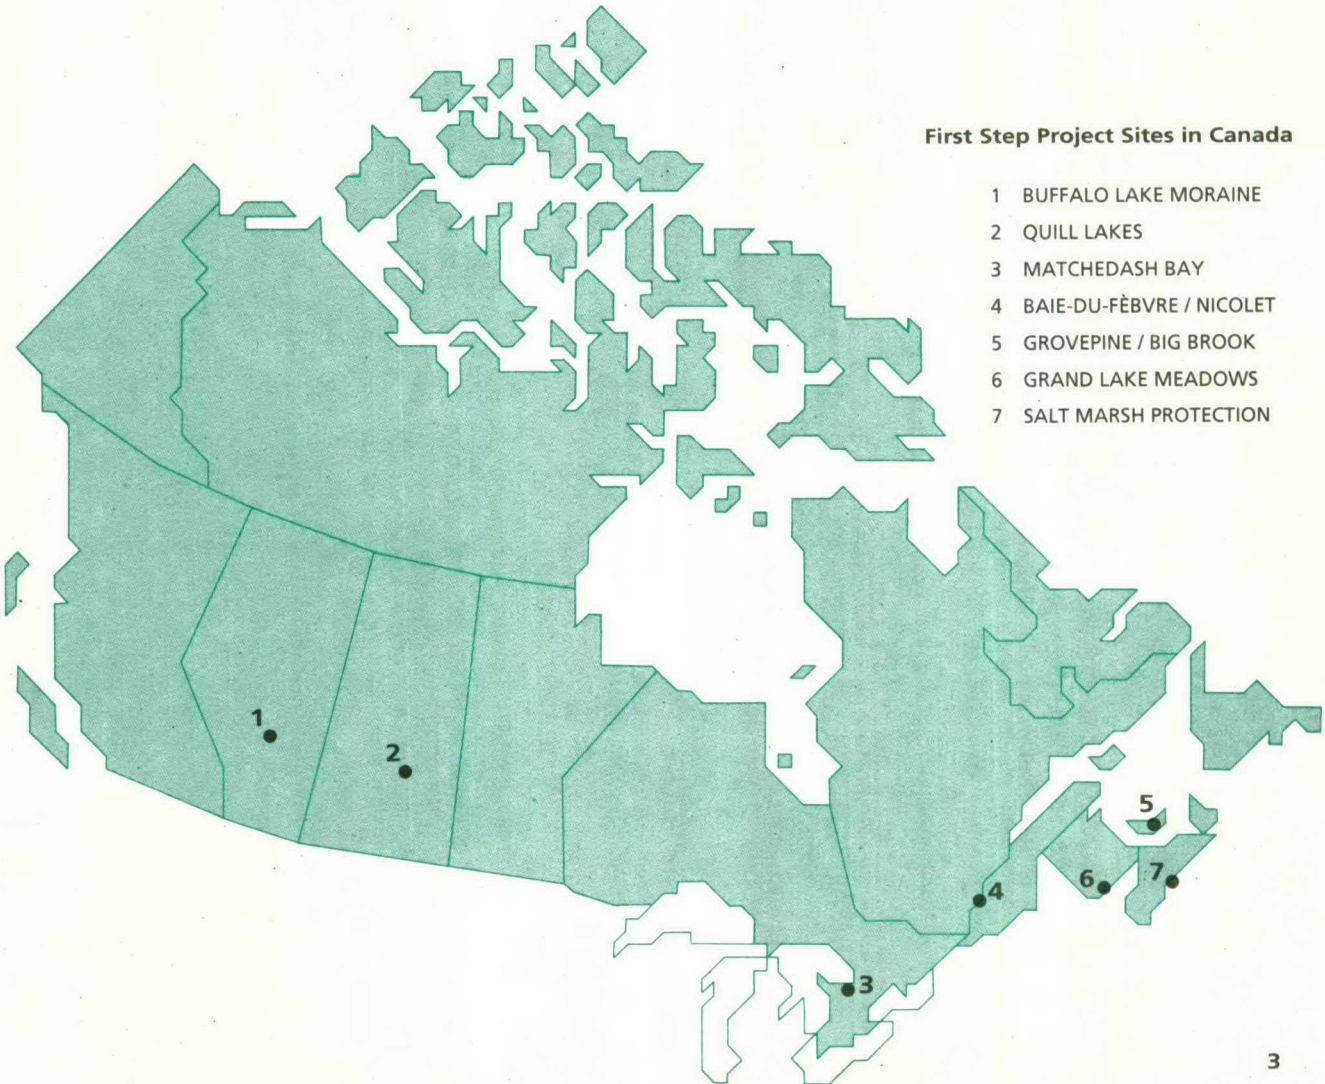 First Step Project Sites in Canada
1 BUFFALO LAKE MORAINE
2 QUILL LAKES
3 MATCHEDASH BAY
4 BAIE-DU-FÈBVRE / NICOLET
5 GROVEPINE / BIG BROOK
6 GRAND LAKE MEADOWS
7 SALT MARSH PROTECTION
1
2
5
7
6
4
3
3